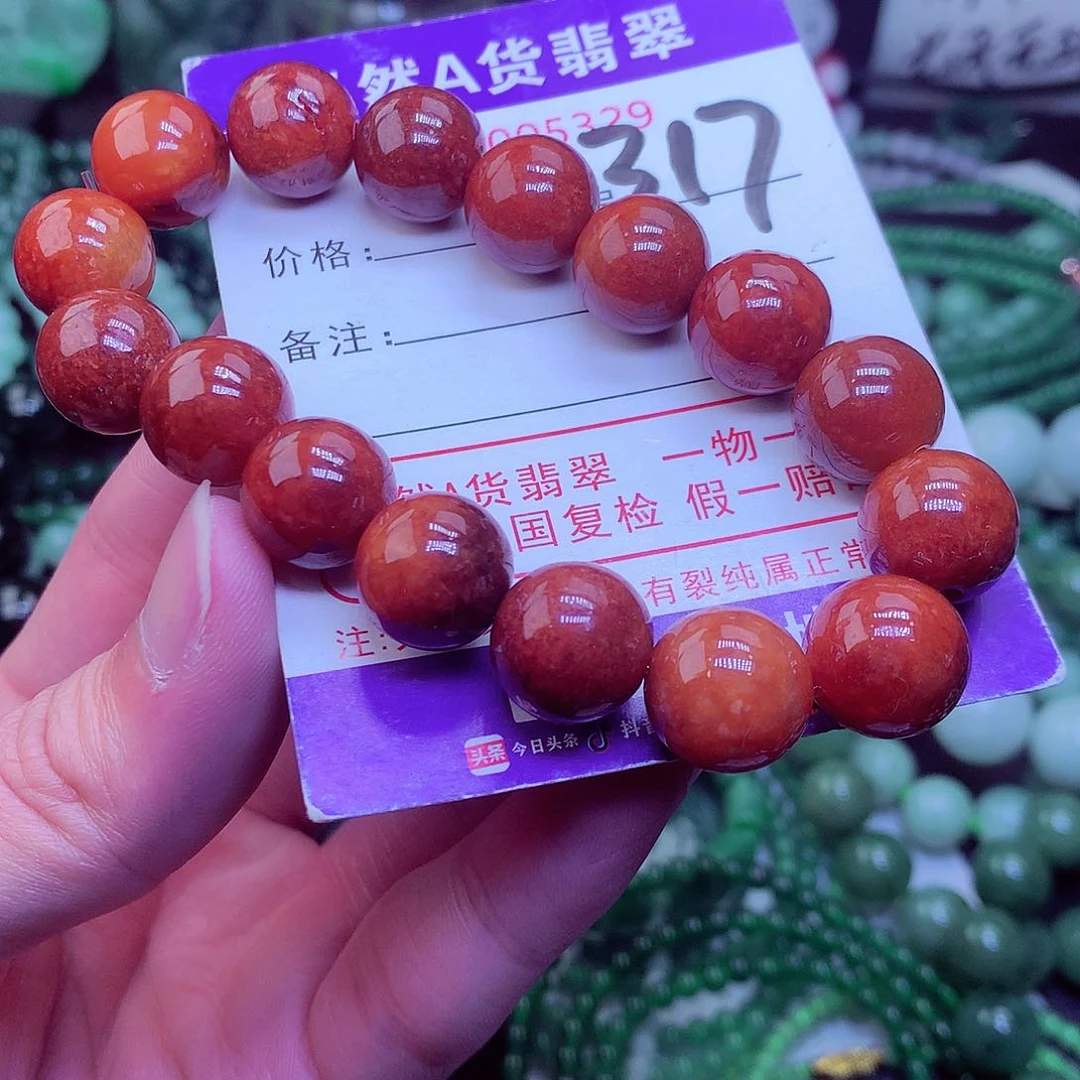 然A货翡翠
005329
317
价格:
备注:
然A货翡翠 一物一
国复检 假一赔
有裂纯属正常
注:
头条 今日头条 抖音